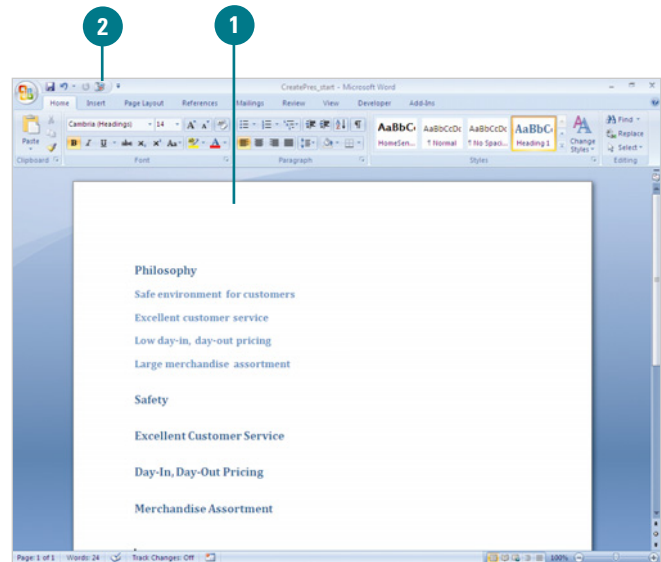 2 1
CreatePres_start - Microsoft Word
Home Insert Page Layout References Mailings Review View Developer Add-Ins
Cambria (Headings) 14 A A AaBbC AaBbCcDc AaBbCcDc AaBbC A Find
Replace
Paste B I U abc x₂ x² Aa A HomeSen... ¶ Normal ¶ No Spaci... Heading 1 Change Styles Select
Clipboard Font Paragraph Styles Editing
Philosophy
Safe environment for customers
Excellent customer service
Low day-in, day-out pricing
Large merchandise assortment
Safety
Excellent Customer Service
Day-In, Day-Out Pricing
Merchandise Assortment
Page: 1 of 1 Words: 24 Track Changes: Off 100%